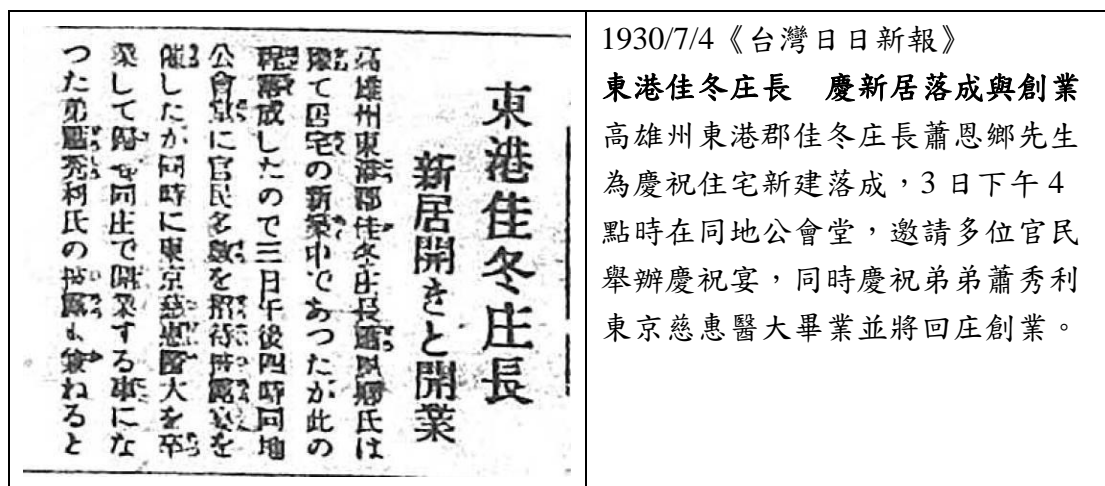 東港佳冬庄長
新居開きと開業
高雄州東港郡佳冬庄長蕭恩郷氏は
豫て居宅の新築中であつたが此の
程落成したので三日午後四時同地
公會堂に官民多數を招待披露宴を
催したが同時に東京慈惠醫大を卒
業して同庄で開業する事にな
つた弟蕭秀利氏の披露も兼ねると
1930/7/4《台灣日日新報》
東港佳冬庄長　慶新居落成與創業
高雄州東港郡佳冬庄長蕭恩鄉先生
為慶祝住宅新建落成，3 日下午 4
點時在同地公會堂，邀請多位官民
舉辦慶祝宴，同時慶祝弟弟蕭秀利
東京慈惠醫大畢業並將回庄創業。